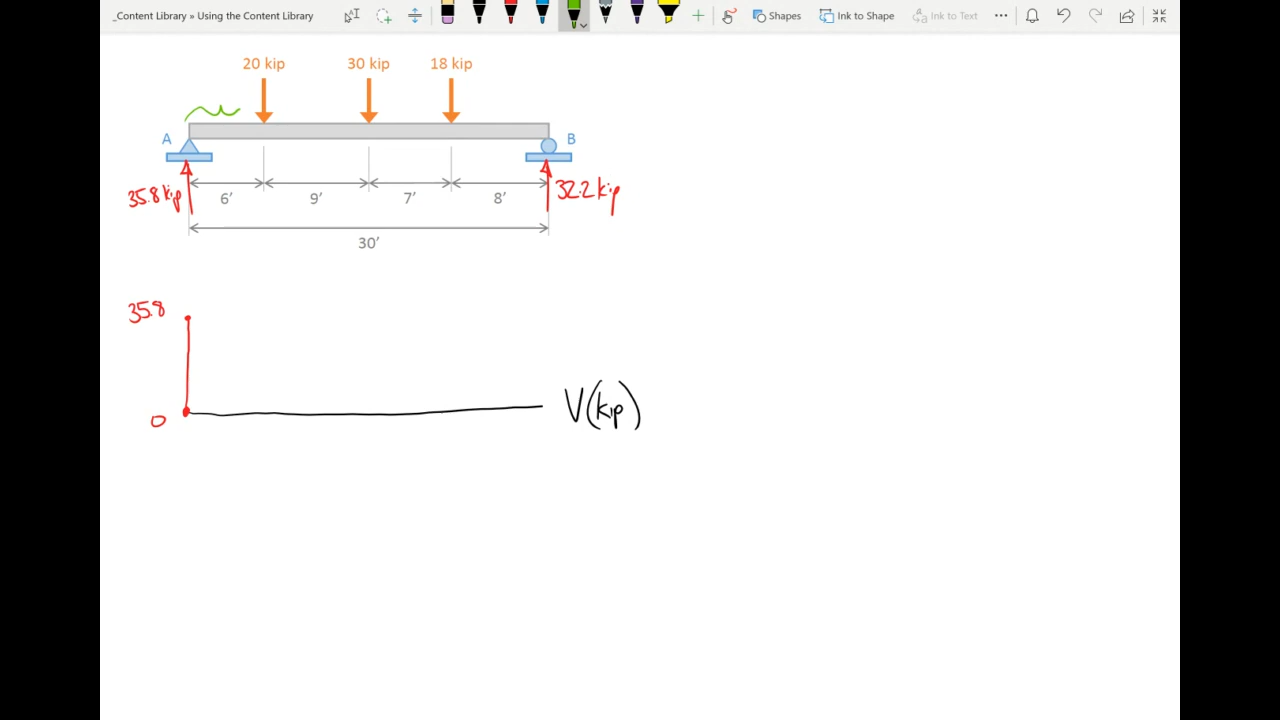 _Content Library » Using the Content Library
Shapes
Ink to Shape
Ink to Text
20 kip 30 kip 18 kip
A B
35.8 kip 6′ 9′ 7′ 8′ 32.2 kip
30′
35.8
0 V(kip)